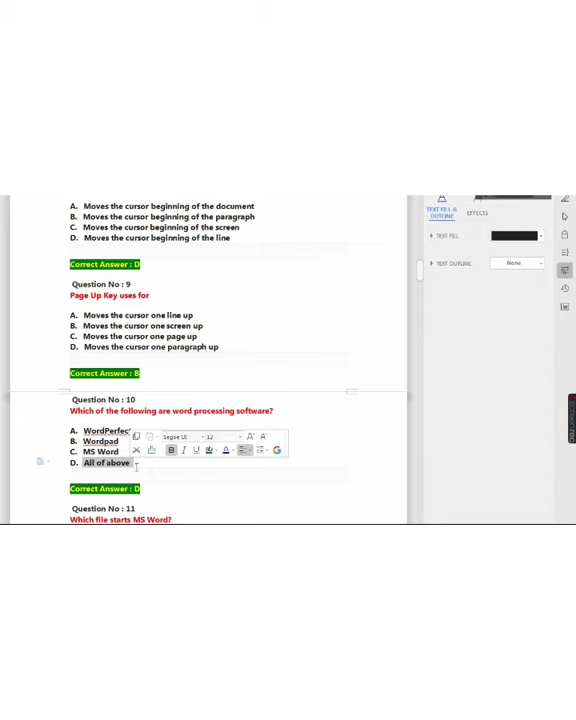 A. Moves the cursor beginning of the document
B. Moves the cursor beginning of the paragraph
C. Moves the cursor beginning of the screen
D. Moves the cursor beginning of the line
Correct Answer : D
Question No : 9
Page Up Key uses for
A. Moves the cursor one line up
B. Moves the cursor one screen up
C. Moves the cursor one page up
D. Moves the cursor one paragraph up
Correct Answer : B
Question No : 10
Which of the following are word processing software?
A. WordPerfect
B. Wordpad
C. MS Word
D. All of above
Correct Answer : D
Question No : 11
Which file starts MS Word?
Segoe UI
12
TEXT FILL & OUTLINE
EFFECTS
TEXT FILL
TEXT OUTLINE
None